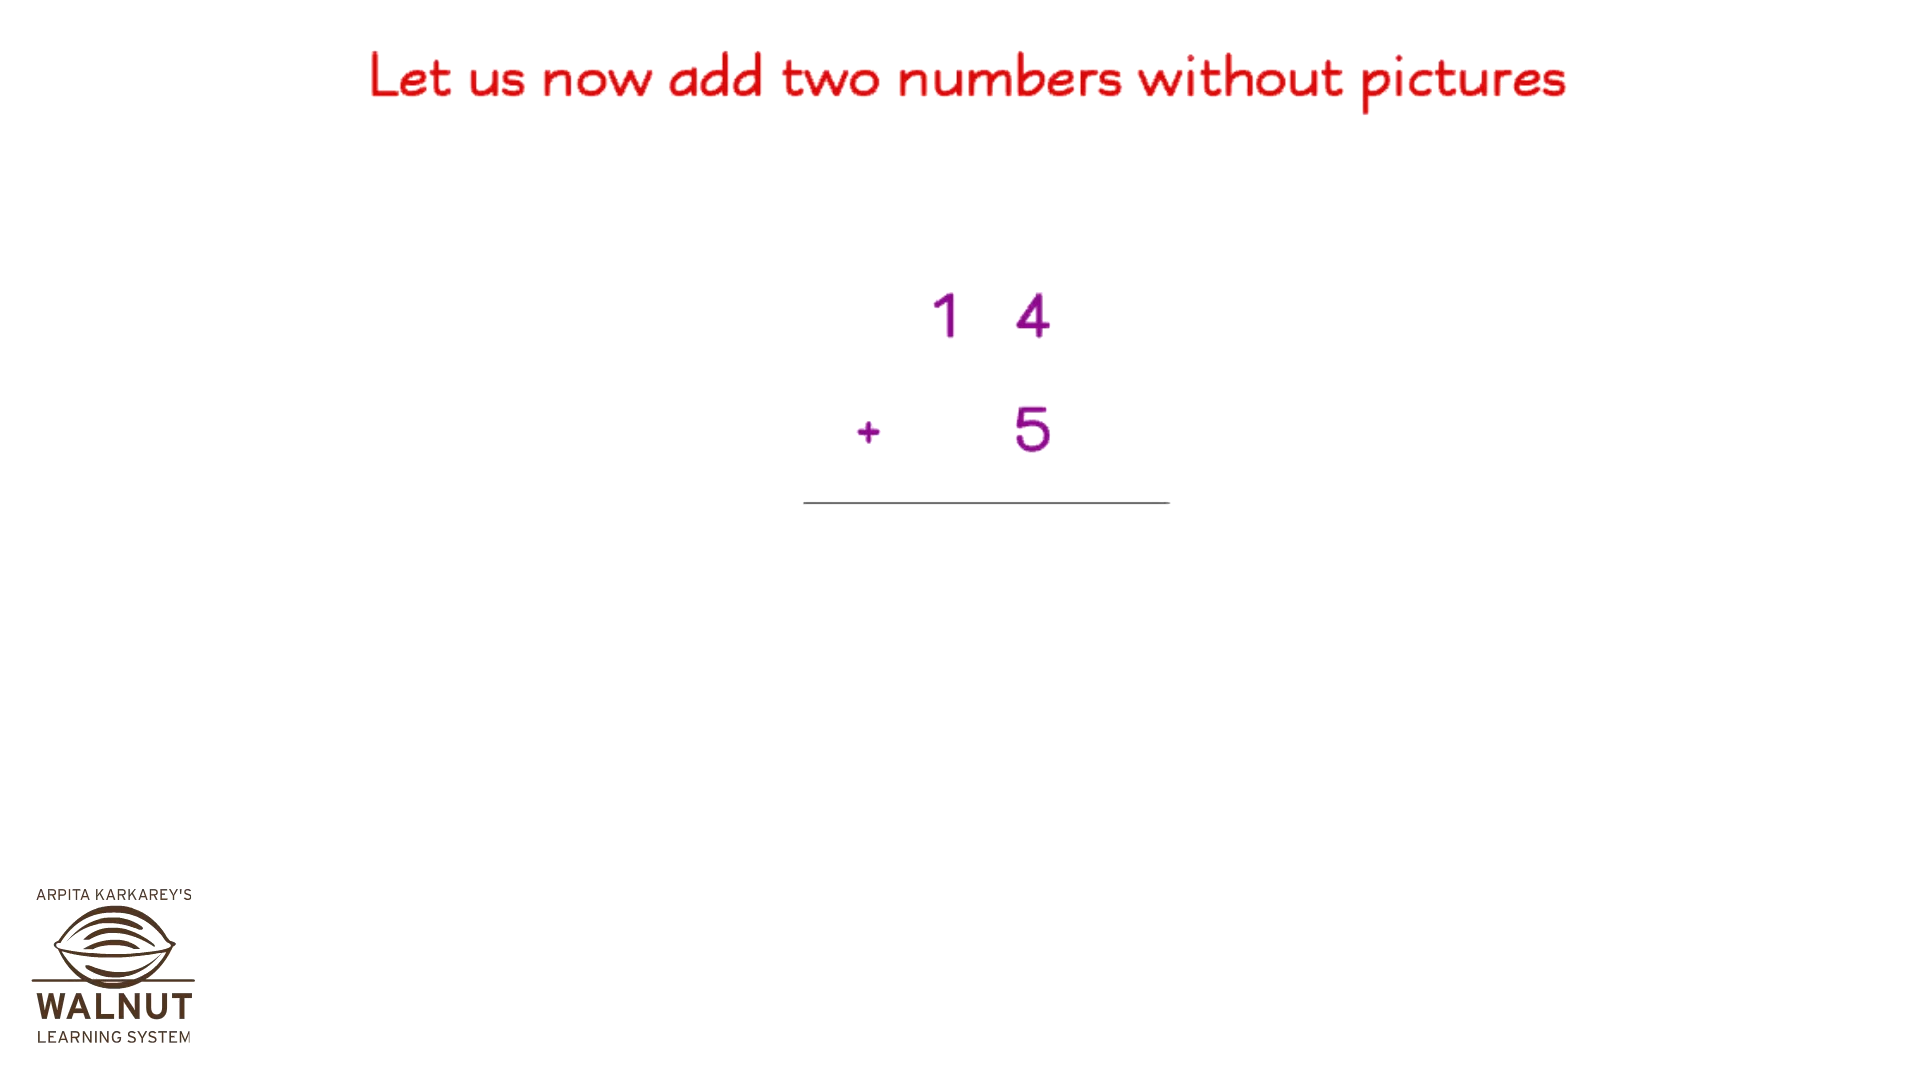 Let us now add two numbers without pictures
1 4
+ 5
ARPITA KARKAREY'S
WALNUT
LEARNING SYSTEM